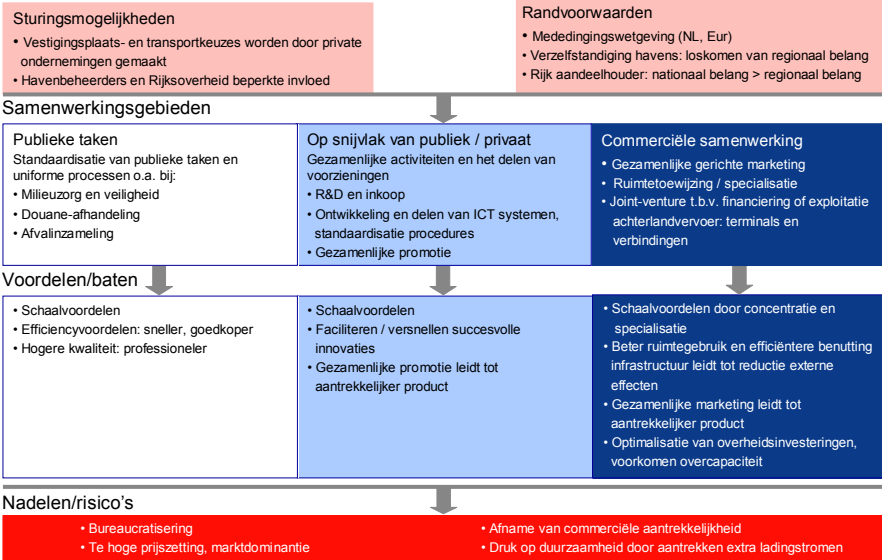 Sturingsmogelijkheden
• Vestigingsplaats- en transportkeuzes worden door private
ondernemingen gemaakt
• Havenbeheerders en Rijksoverheid beperkte invloed
Randvoorwaarden
• Mededingingswetgeving (NL, Eur)
• Verzelfstandiging havens: loskomen van regionaal belang
• Rijk aandeelhouder: nationaal belang > regionaal belang
Samenwerkingsgebieden
Publieke taken
Standaardisatie van publieke taken en
uniforme processen o.a. bij:
• Milieuzorg en veiligheid
• Douane-afhandeling
• Afvalinzameling
Op snijvlak van publiek / privaat
Gezamenlijke activiteiten en het delen van
voorzieningen
• R&D en inkoop
• Ontwikkeling en delen van ICT systemen,
standaardisatie procedures
• Gezamenlijke promotie
Commerciële samenwerking
• Gezamenlijke gerichte marketing
• Ruimtetoewijzing / specialisatie
• Joint-venture t.b.v. financiering of exploitatie
achterlandvervoer: terminals en
verbindingen
Voordelen/baten
• Schaalvoordelen
• Efficiencyvoordelen: sneller, goedkoper
• Hogere kwaliteit: professioneler
• Schaalvoordelen
• Faciliteren / versnellen succesvolle
innovaties
• Gezamenlijke promotie leidt tot
aantrekkelijker product
• Schaalvoordelen door concentratie en
specialisatie
• Beter ruimtegebruik en efficiëntere benutting
infrastructuur leidt tot reductie externe
effecten
• Gezamenlijke marketing leidt tot
aantrekkelijker product
• Optimalisatie van overheidsinvesteringen,
voorkomen overcapaciteit
Nadelen/risico's
• Bureaucratisering
• Te hoge prijszetting, marktdominantie
• Afname van commerciële aantrekkelijkheid
• Druk op duurzaamheid door aantrekken extra ladingstromen